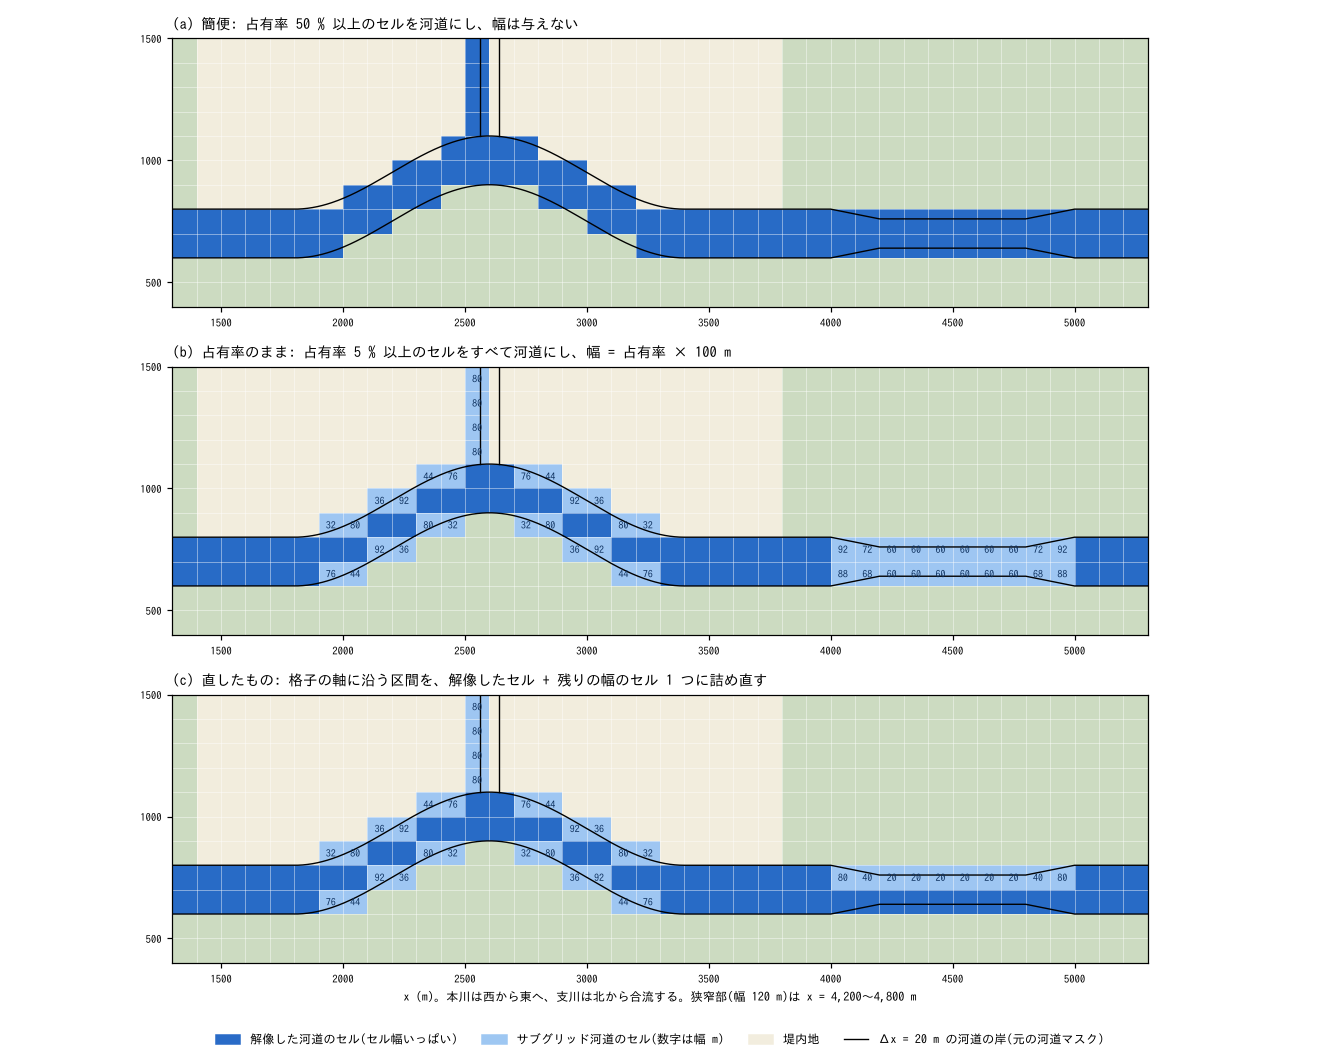 (a) 簡便: 占有率 50 % 以上のセルを河道にし、幅は与えない
1500
1000
500
1500 2000 2500 3000 3500 4000 4500 5000
(b) 占有率のまま: 占有率 5 % 以上のセルをすべて河道にし、幅 = 占有率 × 100 m
1500
80
80
80
80
44 76 76 44
1000
36 92 92 36
32 80 80 32 32 80 80 32
92 36 36 92 92 72 60 60 60 60 60 60 72 92
76 44 44 76 88 68 60 60 60 60 60 60 68 88
500
1500 2000 2500 3000 3500 4000 4500 5000
(c) 直したもの: 格子の軸に沿う区間を、解像したセル + 残りの幅のセル 1 つに詰め直す
1500
80
80
80
80
44 76 76 44
1000
36 92 92 36
32 80 80 32 32 80 80 32
92 36 36 92 80 40 20 20 20 20 20 20 40 80
76 44 44 76
500
1500 2000 2500 3000 3500 4000 4500 5000
x (m)。本川は西から東へ、支川は北から合流する。狭窄部(幅 120 m)は x = 4,200〜4,800 m
解像した河道のセル(セル幅いっぱい) サブグリッド河道のセル(数字は幅 m) 堤内地 Δx = 20 m の河道の岸(元の河道マスク)